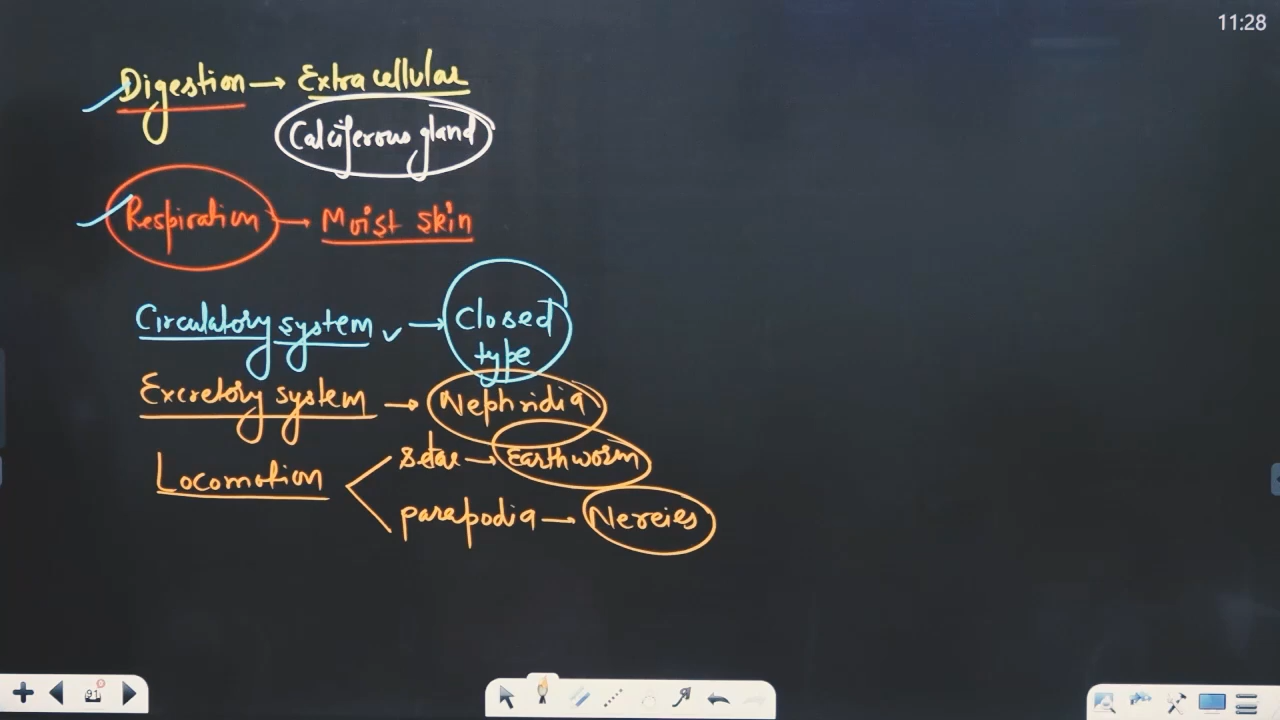 11:28
Digestion → Extracellular
Calciferous gland
Respiration → Moist skin
Circulatory system ✓ → Closed type
Excretory system → Nephridia
Locomotion
setae → Earthworm
parapodia → Nereies
91